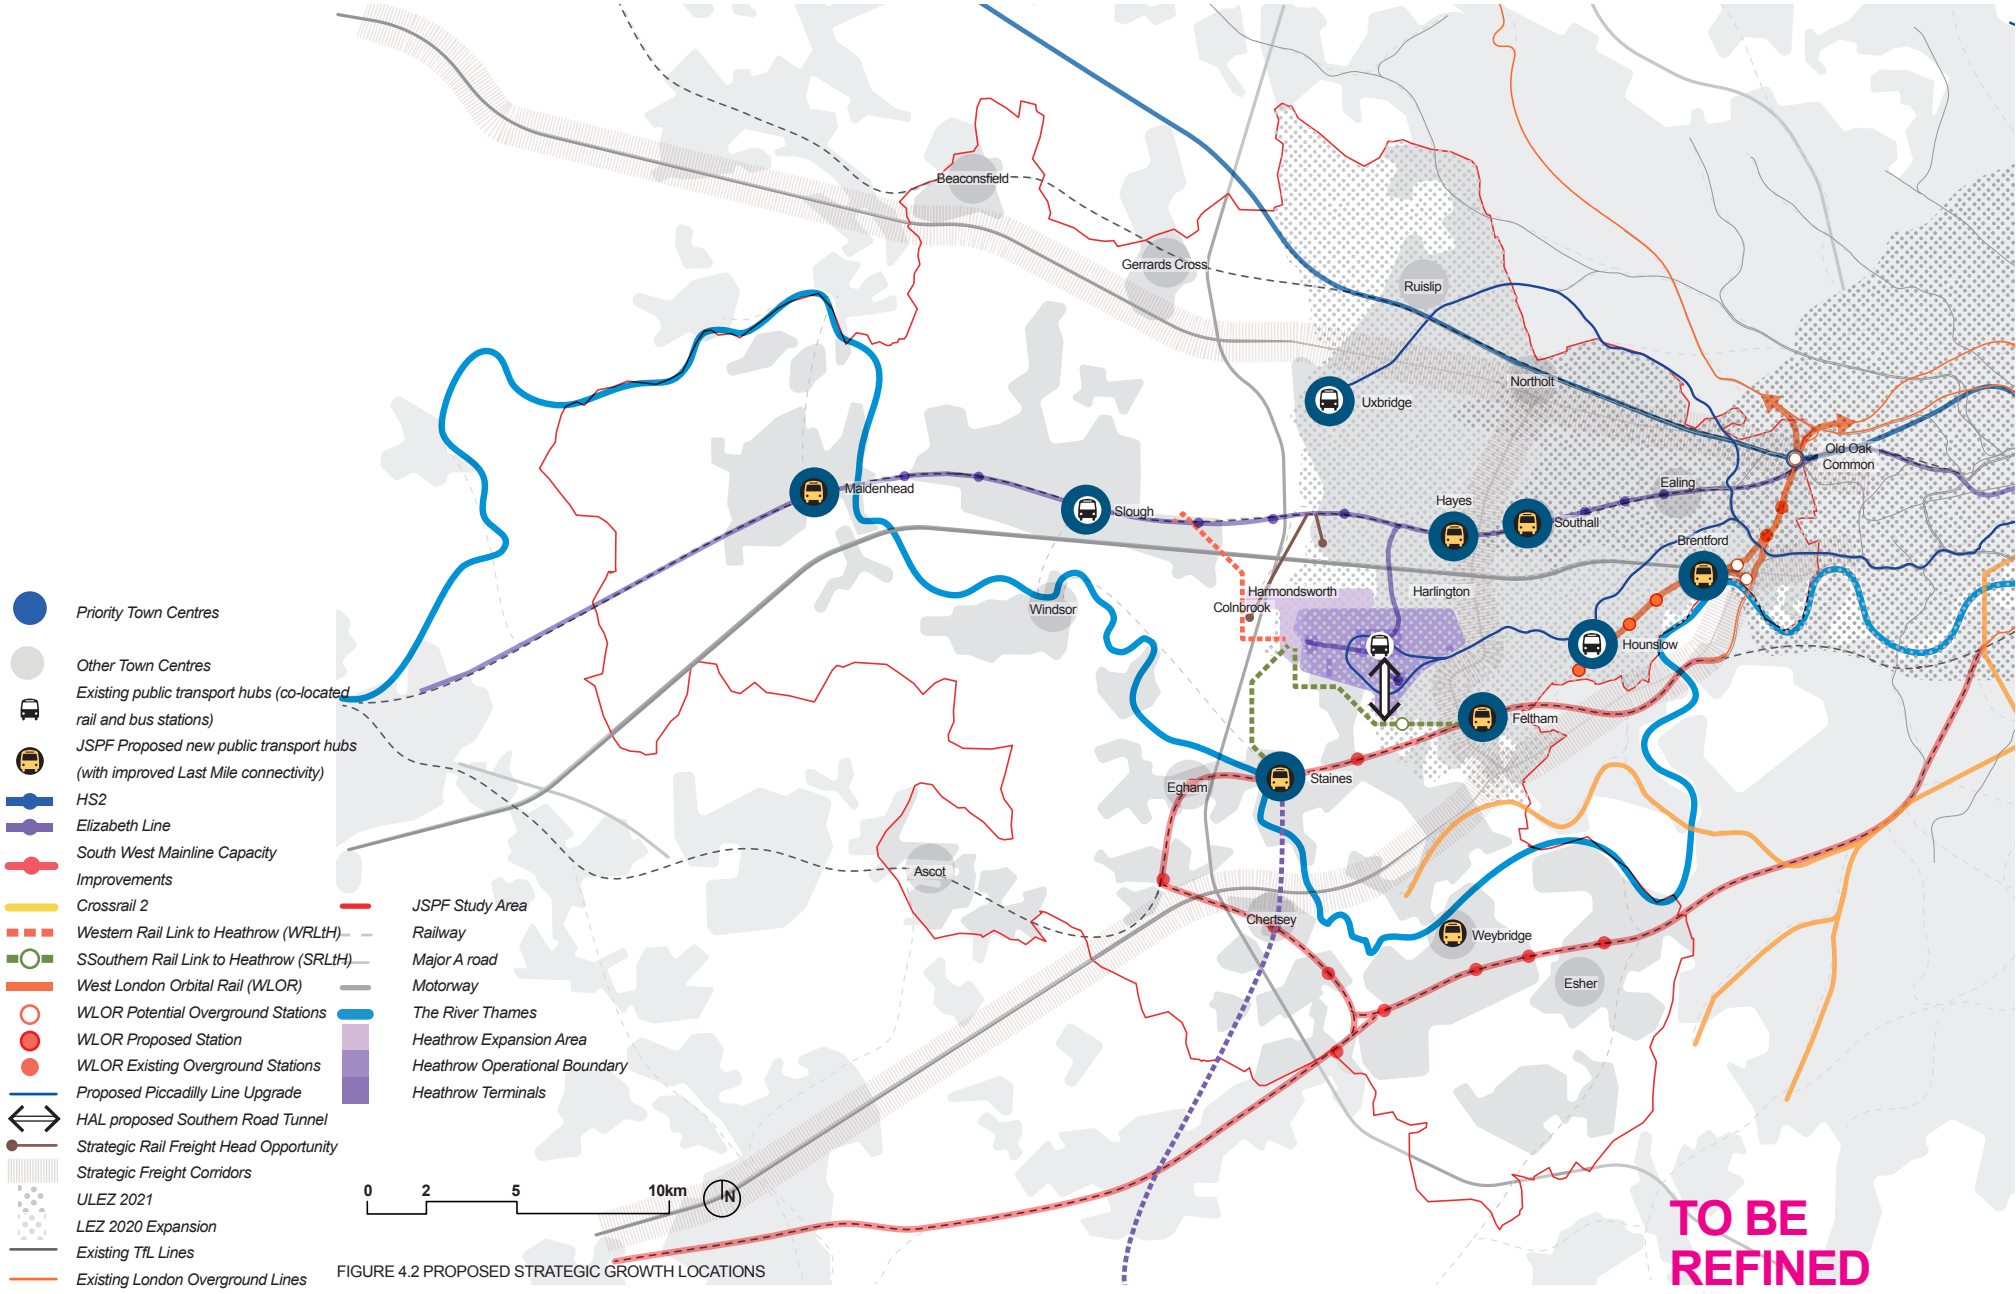 Beaconsfield
Gerrards Cross
Ruislip
Northolt
Uxbridge
Old Oak
Common
Maidenhead
Slough
Hayes
Southall
Ealing
Brentford
Windsor
Harmondsworth
Colnbrook
Harlington
Hounslow
Feltham
Staines
Egham
Ascot
Chertsey
Weybridge
Esher
Priority Town Centres
Other Town Centres
Existing public transport hubs (co-located
rail and bus stations)
JSPF Proposed new public transport hubs
(with improved Last Mile connectivity)
HS2
Elizabeth Line
South West Mainline Capacity
Improvements
Crossrail 2
Western Rail Link to Heathrow (WRLtH)
SSouthern Rail Link to Heathrow (SRLtH)
West London Orbital Rail (WLOR)
WLOR Potential Overground Stations
WLOR Proposed Station
WLOR Existing Overground Stations
Proposed Piccadilly Line Upgrade
HAL proposed Southern Road Tunnel
Strategic Rail Freight Head Opportunity
Strategic Freight Corridors
ULEZ 2021
LEZ 2020 Expansion
Existing TfL Lines
Existing London Overground Lines
JSPF Study Area
Railway
Major A road
Motorway
The River Thames
Heathrow Expansion Area
Heathrow Operational Boundary
Heathrow Terminals
0 2 5 10km
N
FIGURE 4.2 PROPOSED STRATEGIC GROWTH LOCATIONS
TO BE
REFINED